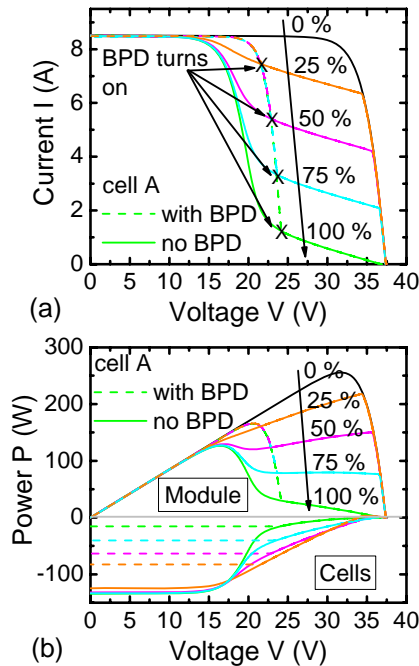 8
6
4
2
0
Current I (A)
0 %
25 %
50 %
75 %
100 %
BPD turns
on
cell A
with BPD
no BPD
0 5 10 15 20 25 30 35 40
(a) Voltage V (V)
300
200
100
0
-100
Power P (W)
cell A
with BPD
no BPD
0 %
25 %
50 %
75 %
100 %
Module
Cells
0 5 10 15 20 25 30 35 40
(b) Voltage V (V)